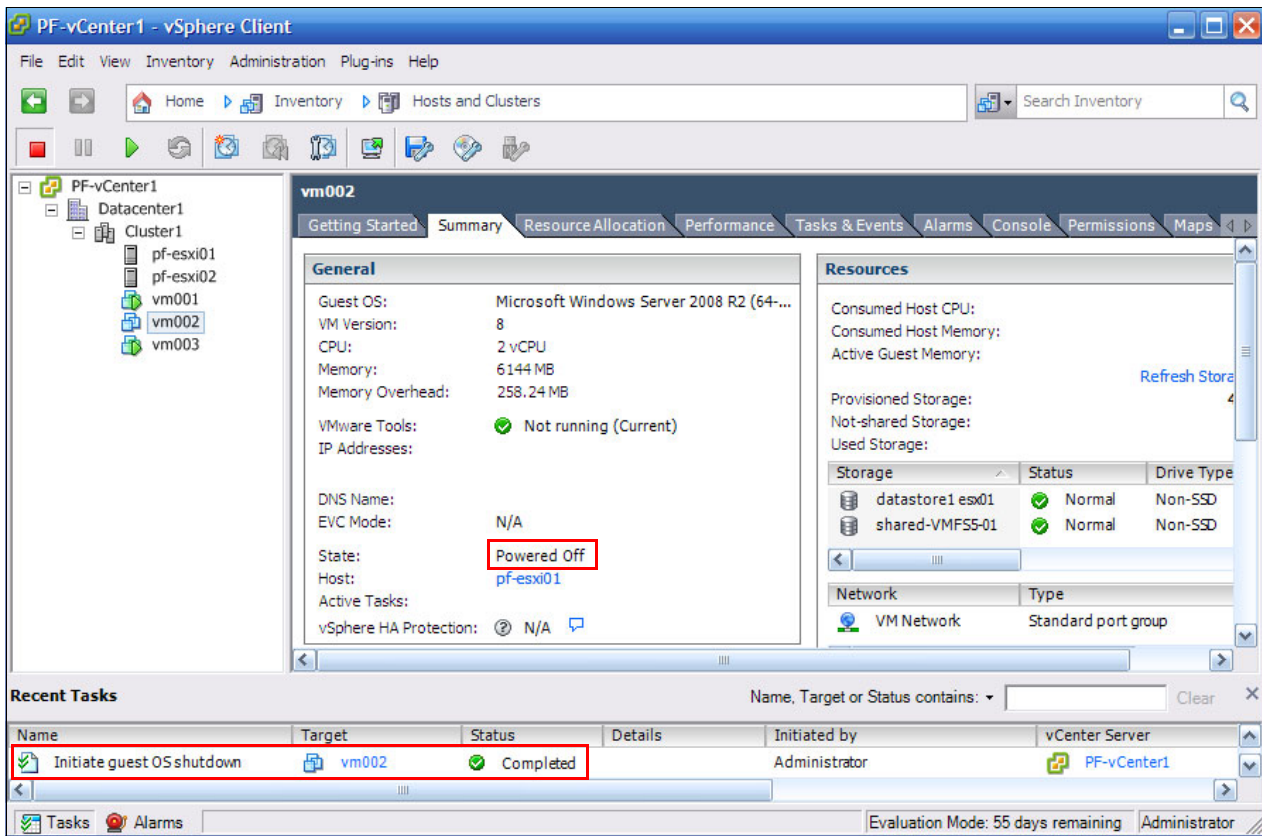 PF-vCenter1 - vSphere Client
File Edit View Inventory Administration Plug-ins Help
Home Inventory Hosts and Clusters Search Inventory
PF-vCenter1
Datacenter1
Cluster1
pf-esxi01
pf-esxi02
vm001
vm002
vm003
vm002
Getting Started Summary Resource Allocation Performance Tasks & Events Alarms Console Permissions Maps
General
Guest OS: Microsoft Windows Server 2008 R2 (64-...
VM Version: 8
CPU: 2 vCPU
Memory: 6144 MB
Memory Overhead: 258.24 MB
VMware Tools: Not running (Current)
IP Addresses:
DNS Name:
EVC Mode: N/A
State: Powered Off
Host: pf-esxi01
Active Tasks:
vSphere HA Protection: N/A
Resources
Consumed Host CPU:
Consumed Host Memory:
Active Guest Memory:
Refresh Stora
Provisioned Storage: 4
Not-shared Storage:
Used Storage:
Storage Status Drive Type
datastore1 esx01 Normal Non-SSD
shared-VMFS5-01 Normal Non-SSD
Network Type
VM Network Standard port group
Recent Tasks Name, Target or Status contains: Clear
Name Target Status Details Initiated by vCenter Server
Initiate guest OS shutdown vm002 Completed Administrator PF-vCenter1
Tasks Alarms Evaluation Mode: 55 days remaining Administrator